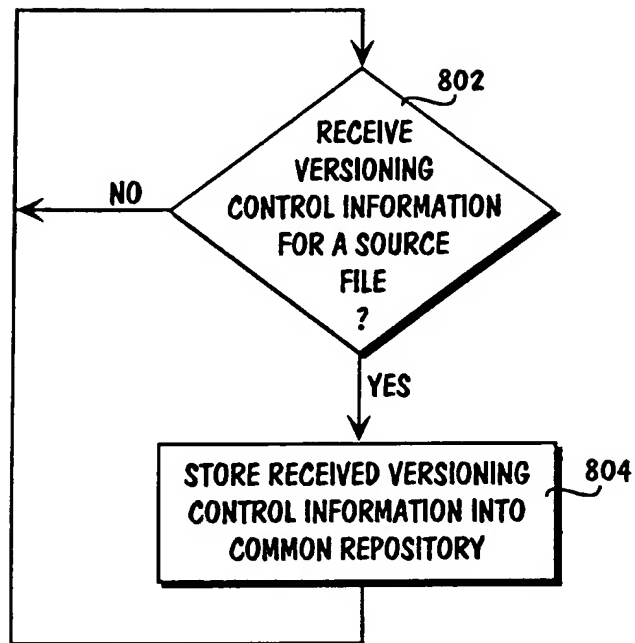 802
RECEIVE
VERSIONING
CONTROL INFORMATION
FOR A SOURCE
FILE
?
NO
YES
STORE RECEIVED VERSIONING
CONTROL INFORMATION INTO
COMMON REPOSITORY
804